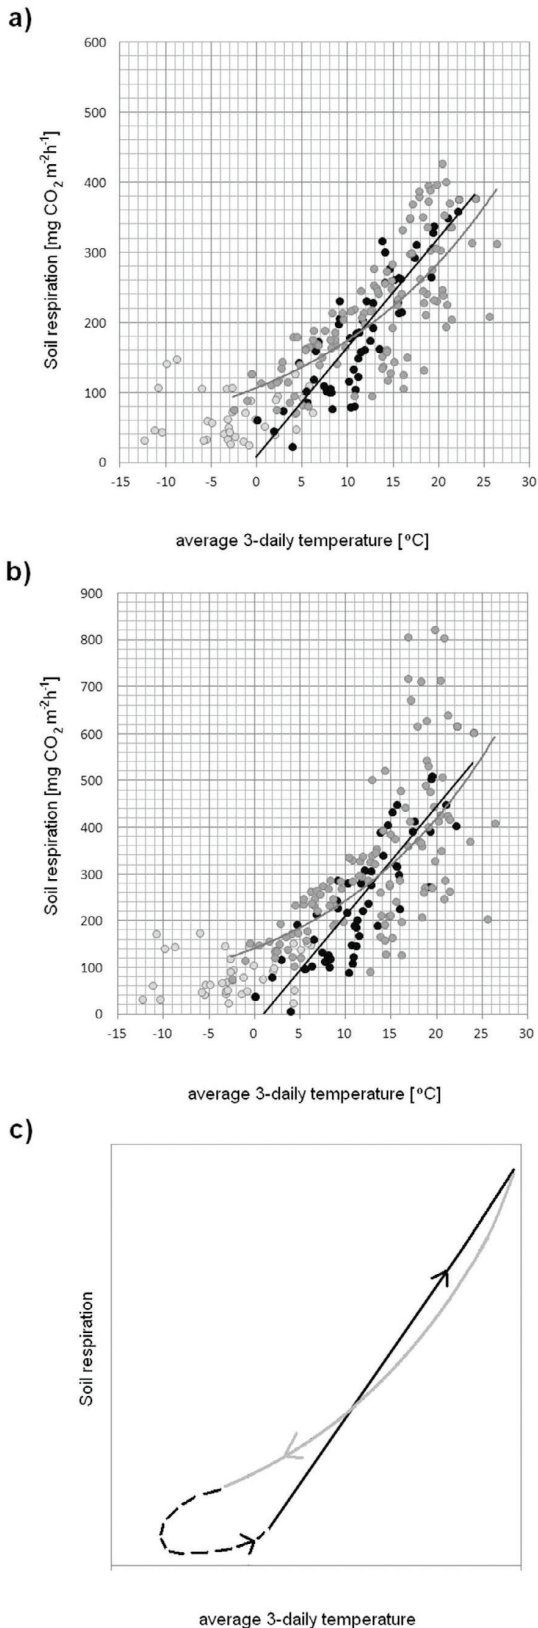 a)
600
500
400
300
200
100
0
Soil respiration [mg CO₂ m⁻²h⁻¹]
-15 -10 -5 0 5 10 15 20 25 30
average 3-daily temperature [ºC]
b)
900
800
700
600
500
400
300
200
100
0
Soil respiration [mg CO₂ m⁻²h⁻¹]
-15 -10 -5 0 5 10 15 20 25 30
average 3-daily temperature [ºC]
c)
Soil respiration
average 3-daily temperature